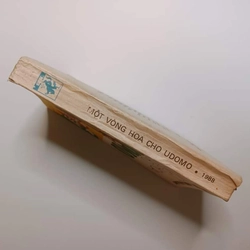 MỘT VÒNG HOA CHO UDOMO • 1988